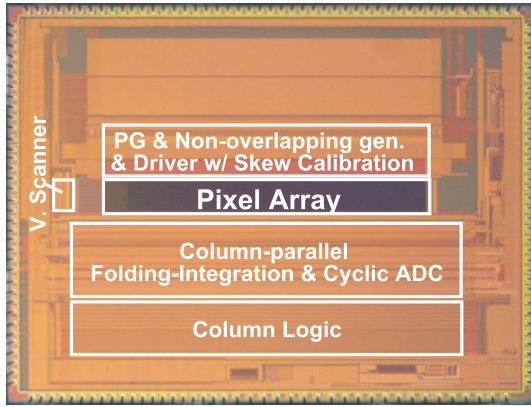 PG & Non-overlapping gen.
& Driver w/ Skew Calibration
V. Scanner
Pixel Array
Column-parallel
Folding-Integration & Cyclic ADC
Column Logic